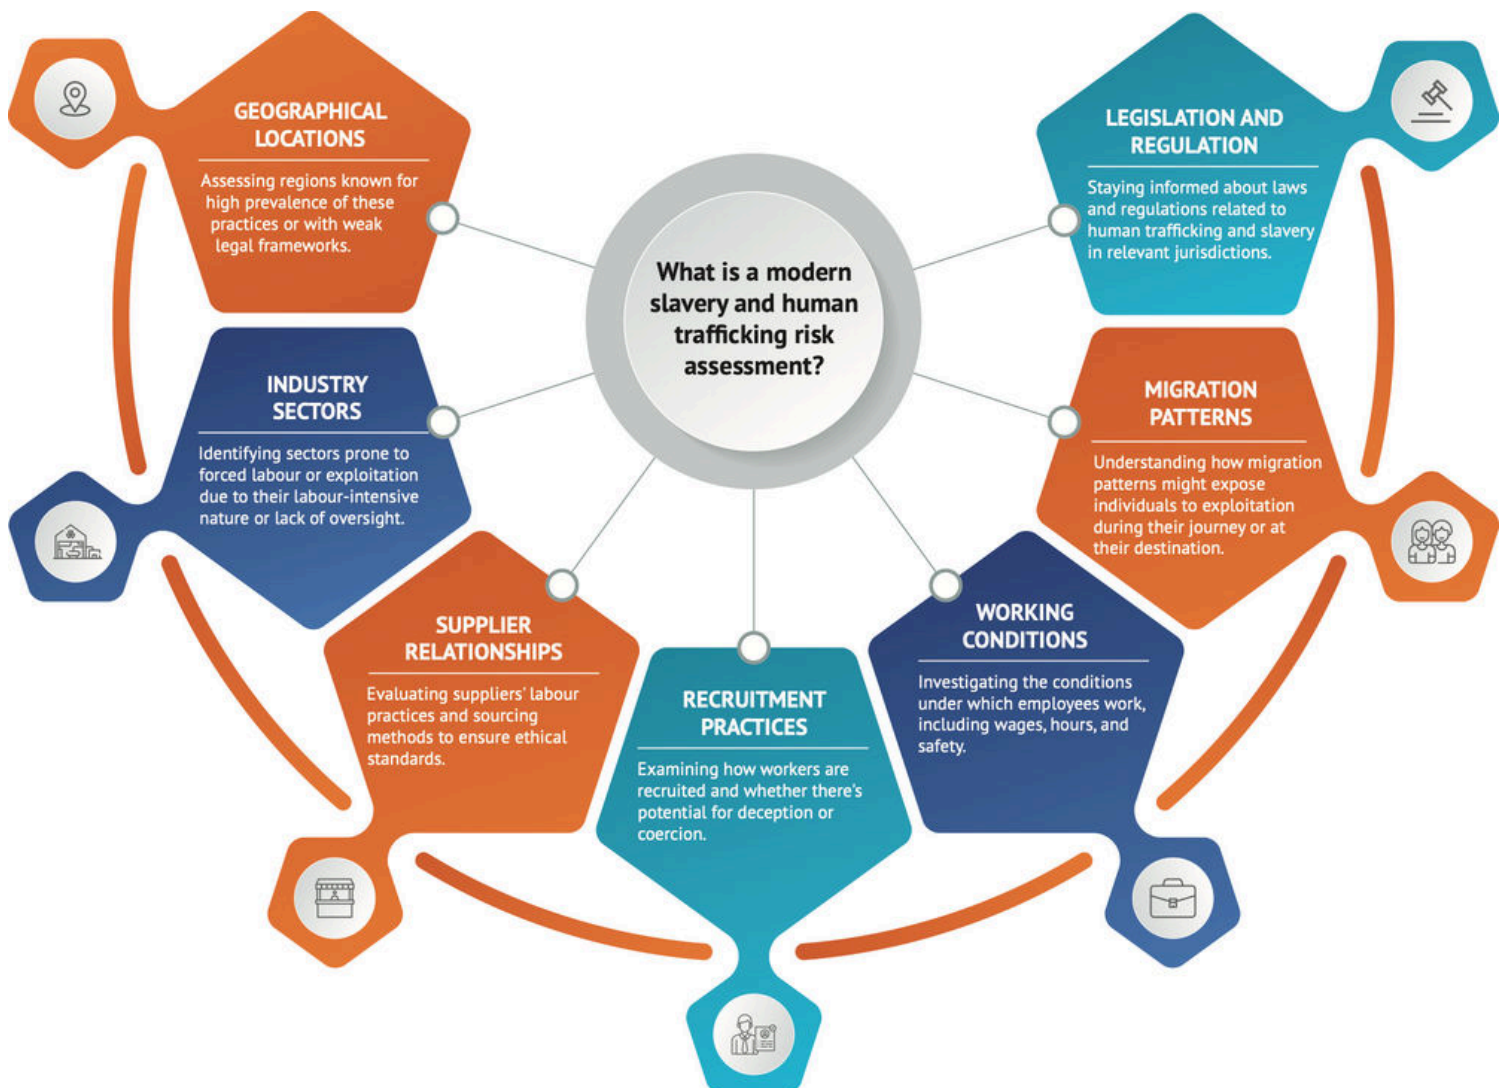 GEOGRAPHICAL
LOCATIONS
Assessing regions known for
high prevalence of these
practices or with weak
legal frameworks.
INDUSTRY
SECTORS
Identifying sectors prone to
forced labour or exploitation
due to their labour-intensive
nature or lack of oversight.
SUPPLIER
RELATIONSHIPS
Evaluating suppliers' labour
practices and sourcing
methods to ensure ethical
standards.
RECRUITMENT
PRACTICES
Examining how workers are
recruited and whether there's
potential for deception or
coercion.
WORKING
CONDITIONS
Investigating the conditions
under which employees work,
including wages, hours, and
safety.
MIGRATION
PATTERNS
Understanding how migration
patterns might expose
individuals to exploitation
during their journey or at
their destination.
LEGISLATION AND
REGULATION
Staying informed about laws
and regulations related to
human trafficking and slavery
in relevant jurisdictions.
What is a modern
slavery and human
trafficking risk
assessment?